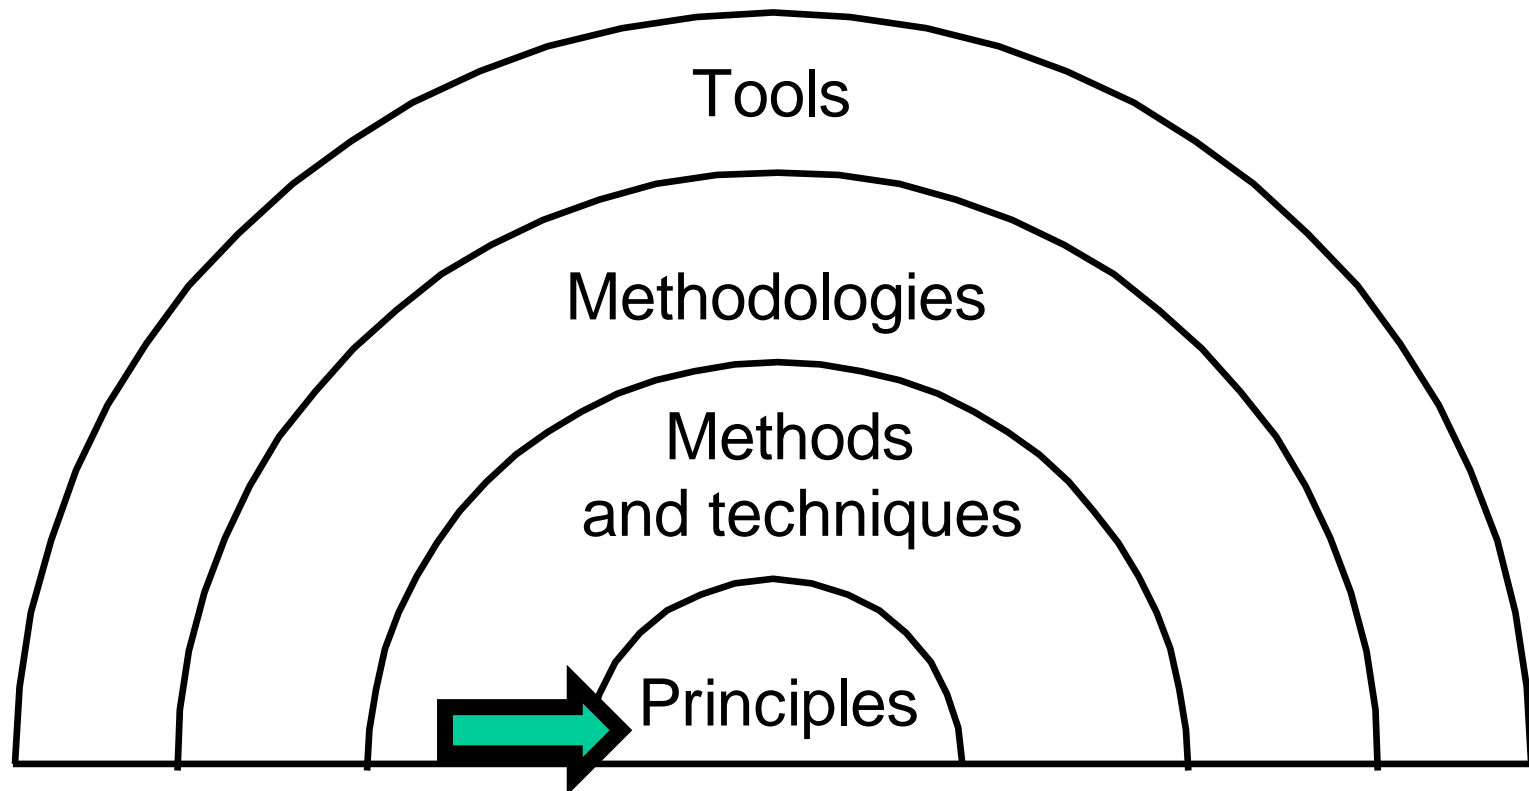 Tools
Methodologies
Methods
and techniques
Principles